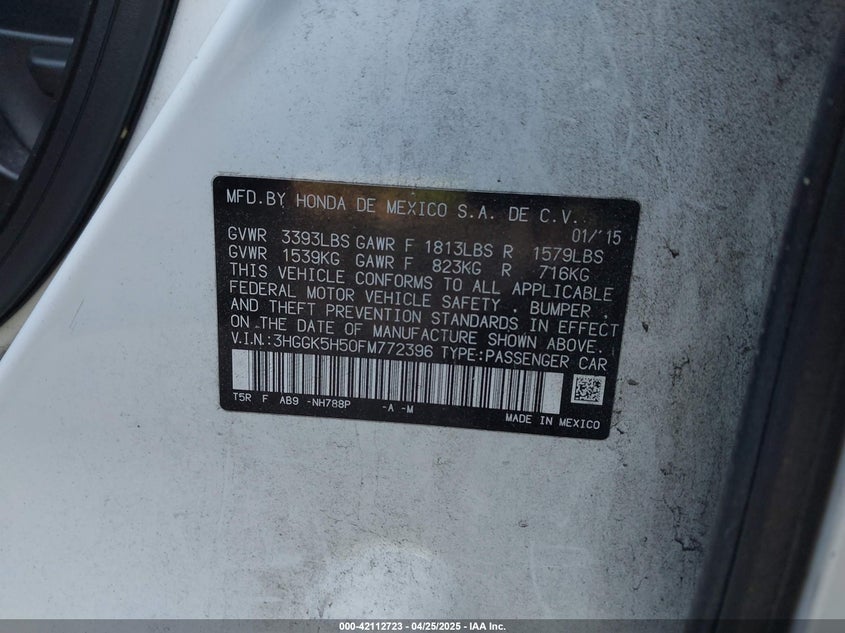 MFD.BY HONDA DE MEXICO S.A. DE C.V.
01/'15
GVWR 3393LBS GAWR F 1813LBS R 1579LBS
GVWR 1539KG GAWR F 823KG R 716KG
THIS VEHICLE CONFORMS TO ALL APPLICABLE
FEDERAL MOTOR VEHICLE SAFETY , BUMPER ,
AND THEFT PREVENTION STANDARDS IN EFFECT
ON THE DATE OF MANUFACTURE SHOWN ABOVE.
V.I.N.:3HGGK5H50FM772396 TYPE:PASSENGER CAR
T5R F AB9 -NH788P -A -M
MADE IN MEXICO
000-42112723 - 04/25/2025 - IAA Inc.